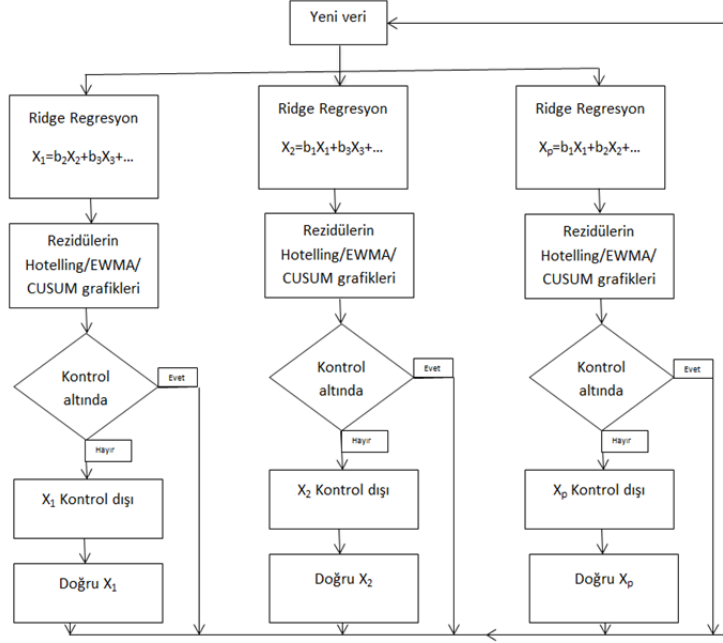 Yeni veri
Ridge Regresyon
X₁=b₂X₂+b₃X₃+...
Ridge Regresyon
X₂=b₁X₁+b₃X₃+...
Ridge Regresyon
Xₚ=b₁X₁+b₂X₂+...
Rezidülerin
Hotelling/EWMA/
CUSUM grafikleri
Rezidülerin
Hotelling/EWMA/
CUSUM grafikleri
Rezidülerin
Hotelling/EWMA/
CUSUM grafikleri
Kontrol
altında
Evet
Kontrol
altında
Evet
Kontrol
altında
Evet
Hayır
Hayır
Hayır
X₁ Kontrol dışı
X₂ Kontrol dışı
Xₚ Kontrol dışı
Doğru X₁
Doğru X₂
Doğru Xₚ